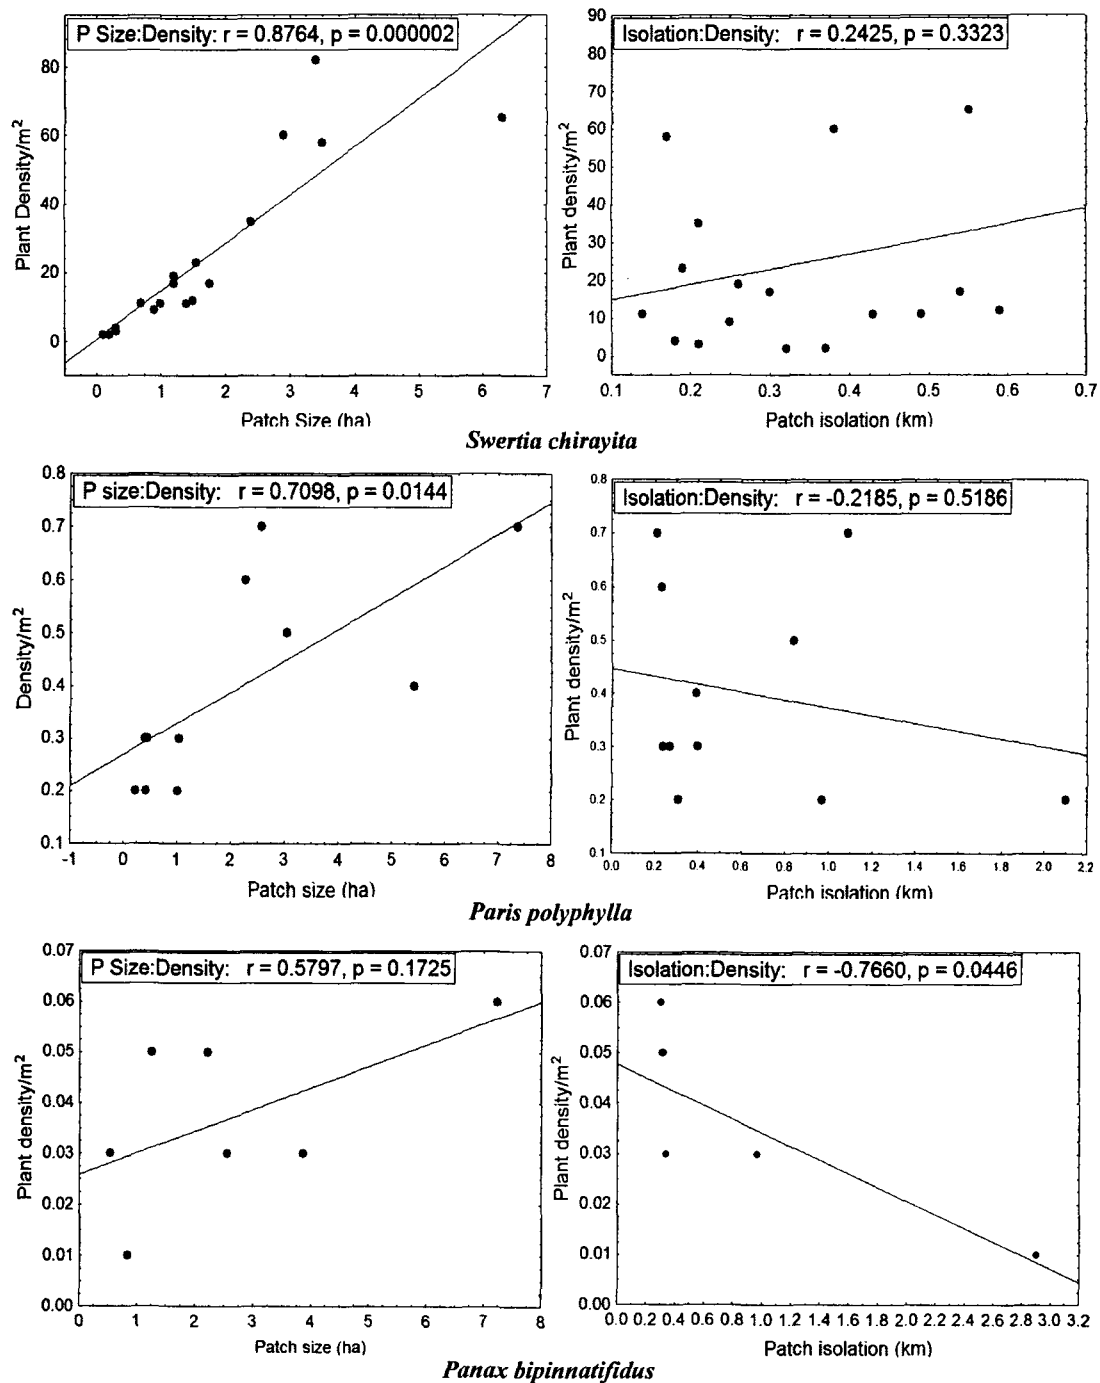 P Size:Density: r = 0.8764, p = 0.000002
Plant Density/m²
80
60
40
20
0
0 1 2 3 4 5 6 7
Patch Size (ha)
Isolation:Density: r = 0.2425, p = 0.3323
Plant density/m²
90
80
70
60
50
40
30
20
10
0
0.1 0.2 0.3 0.4 0.5 0.6 0.7
Patch isolation (km)
Swertia chirayita
P size:Density: r = 0.7098, p = 0.0144
Density/m²
0.8
0.7
0.6
0.5
0.4
0.3
0.2
0.1
-1 0 1 2 3 4 5 6 7 8
Patch size (ha)
Isolation:Density: r = -0.2185, p = 0.5186
Plant density/m²
0.8
0.7
0.6
0.5
0.4
0.3
0.2
0.1
0.0 0.2 0.4 0.6 0.8 1.0 1.2 1.4 1.6 1.8 2.0 2.2
Patch isolation (km)
Paris polyphylla
P Size:Density: r = 0.5797, p = 0.1725
Plant density/m²
0.07
0.06
0.05
0.04
0.03
0.02
0.01
0.00
0 1 2 3 4 5 6 7 8
Patch size (ha)
Isolation:Density: r = -0.7660, p = 0.0446
Plant density/m²
0.07
0.06
0.05
0.04
0.03
0.02
0.01
0.00
0.0 0.2 0.4 0.6 0.8 1.0 1.2 1.4 1.6 1.8 2.0 2.2 2.4 2.6 2.8 3.0 3.2
Patch isolation (km)
Panax bipinnatifidus